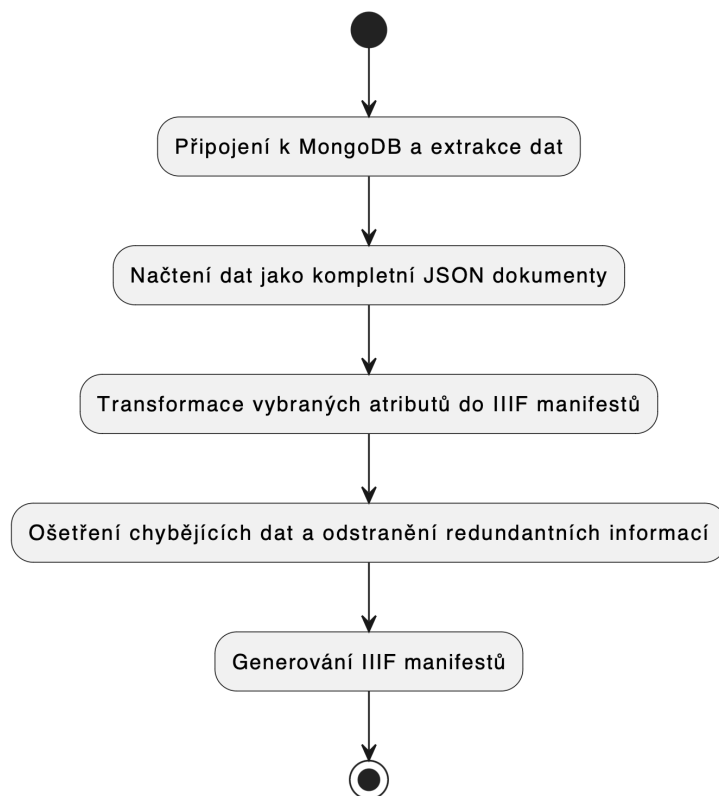 Připojení k MongoDB a extrakce dat
Načtení dat jako kompletní JSON dokumenty
Transformace vybraných atributů do IIIF manifestů
Ošetření chybějících dat a odstranění redundantních informací
Generování IIIF manifestů